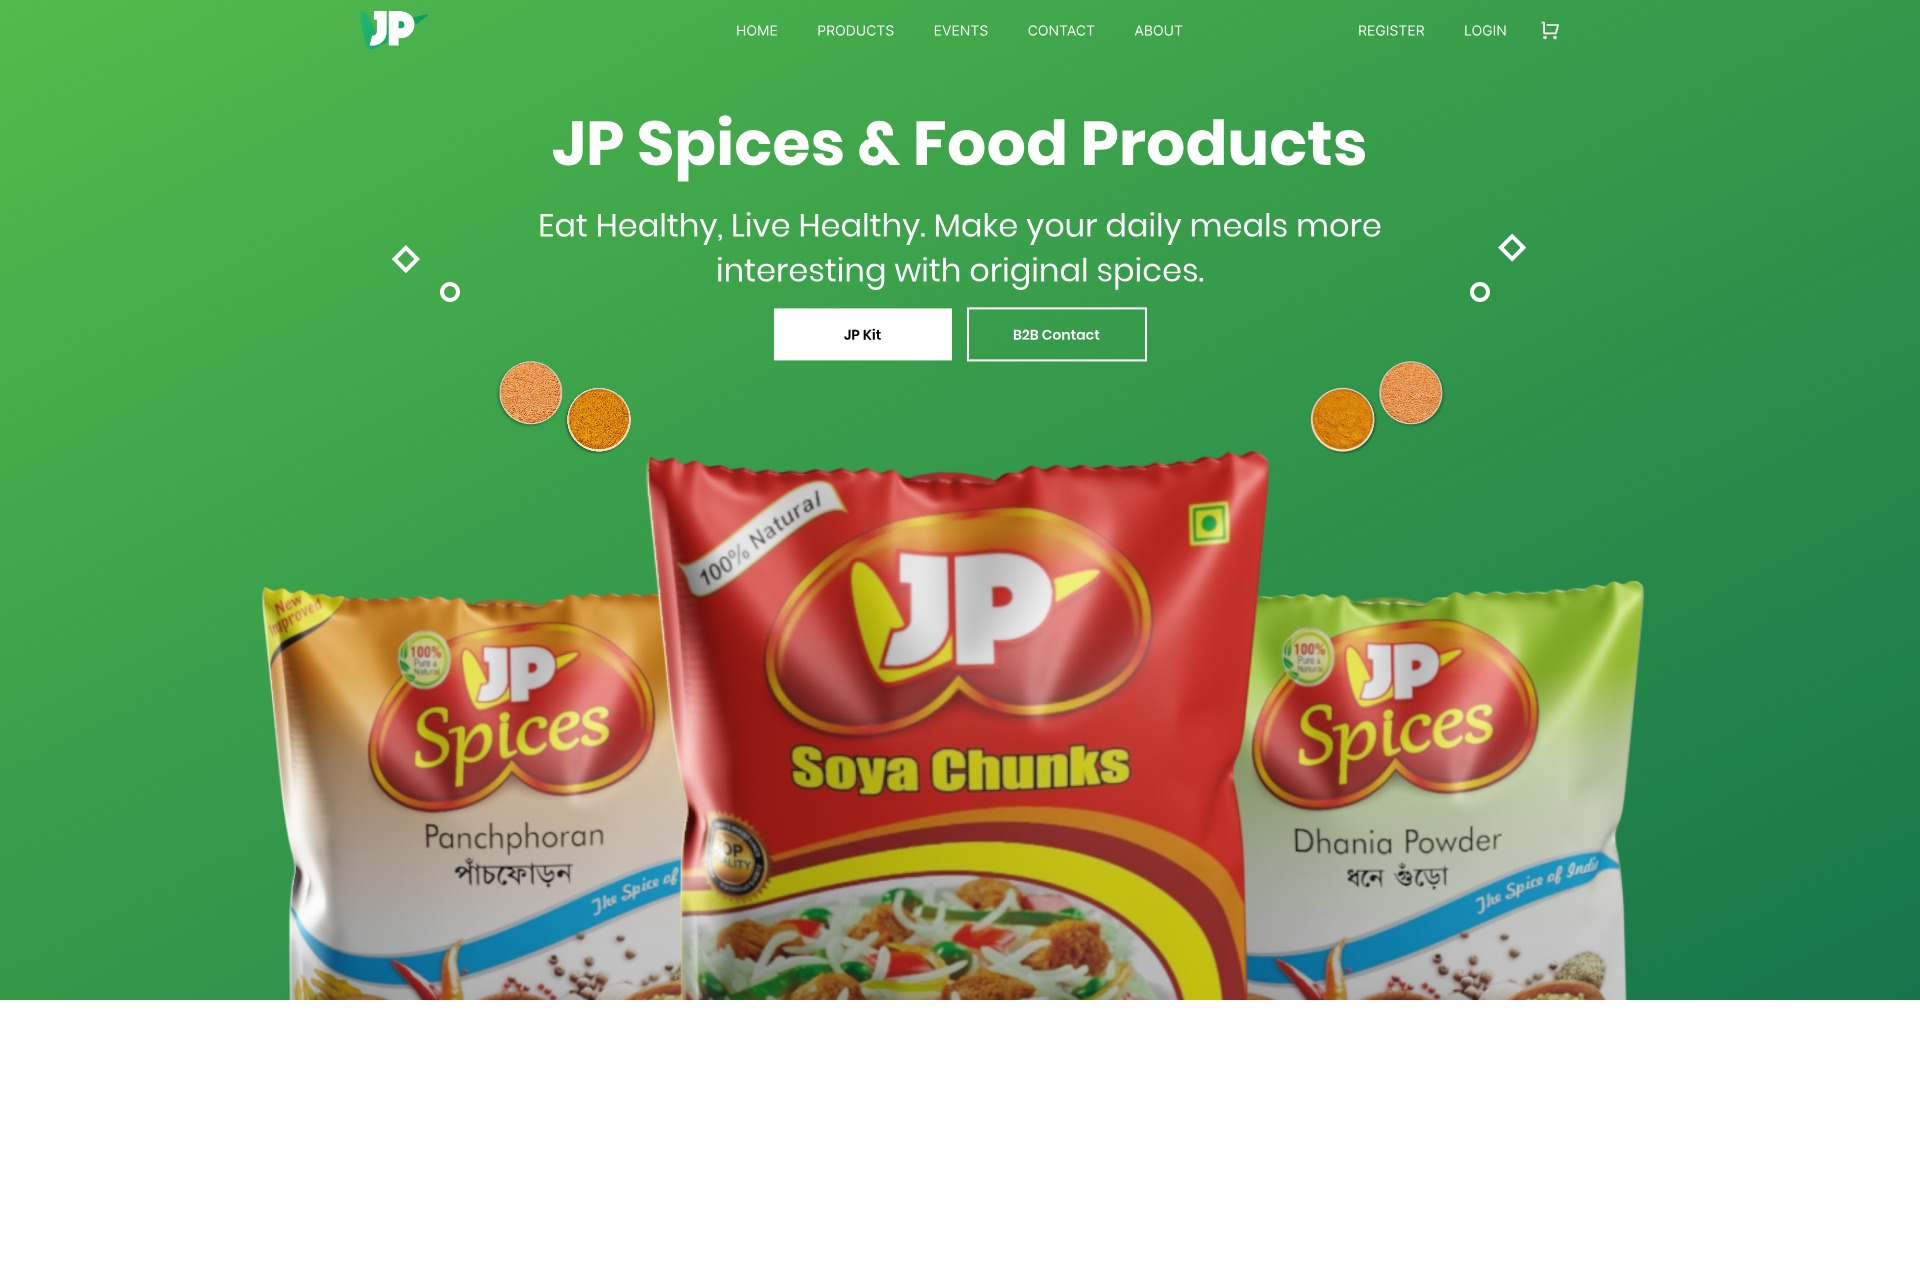 JP
HOME
PRODUCTS
EVENTS
CONTACT
ABOUT
REGISTER
LOGIN
JP Spices & Food Products
Eat Healthy, Live Healthy. Make your daily meals more
interesting with original spices.
JP Kit
B2B Contact
100% Natural
JP
Soya Chunks
New
Improved
100%
Pure &
Natural
JP
Spices
Panchphoran
পাঁচফোড়ন
The Spice of
100%
Pure &
Natural
JP
Spices
Dhania Powder
ধনে গুঁড়ো
The Spice of India